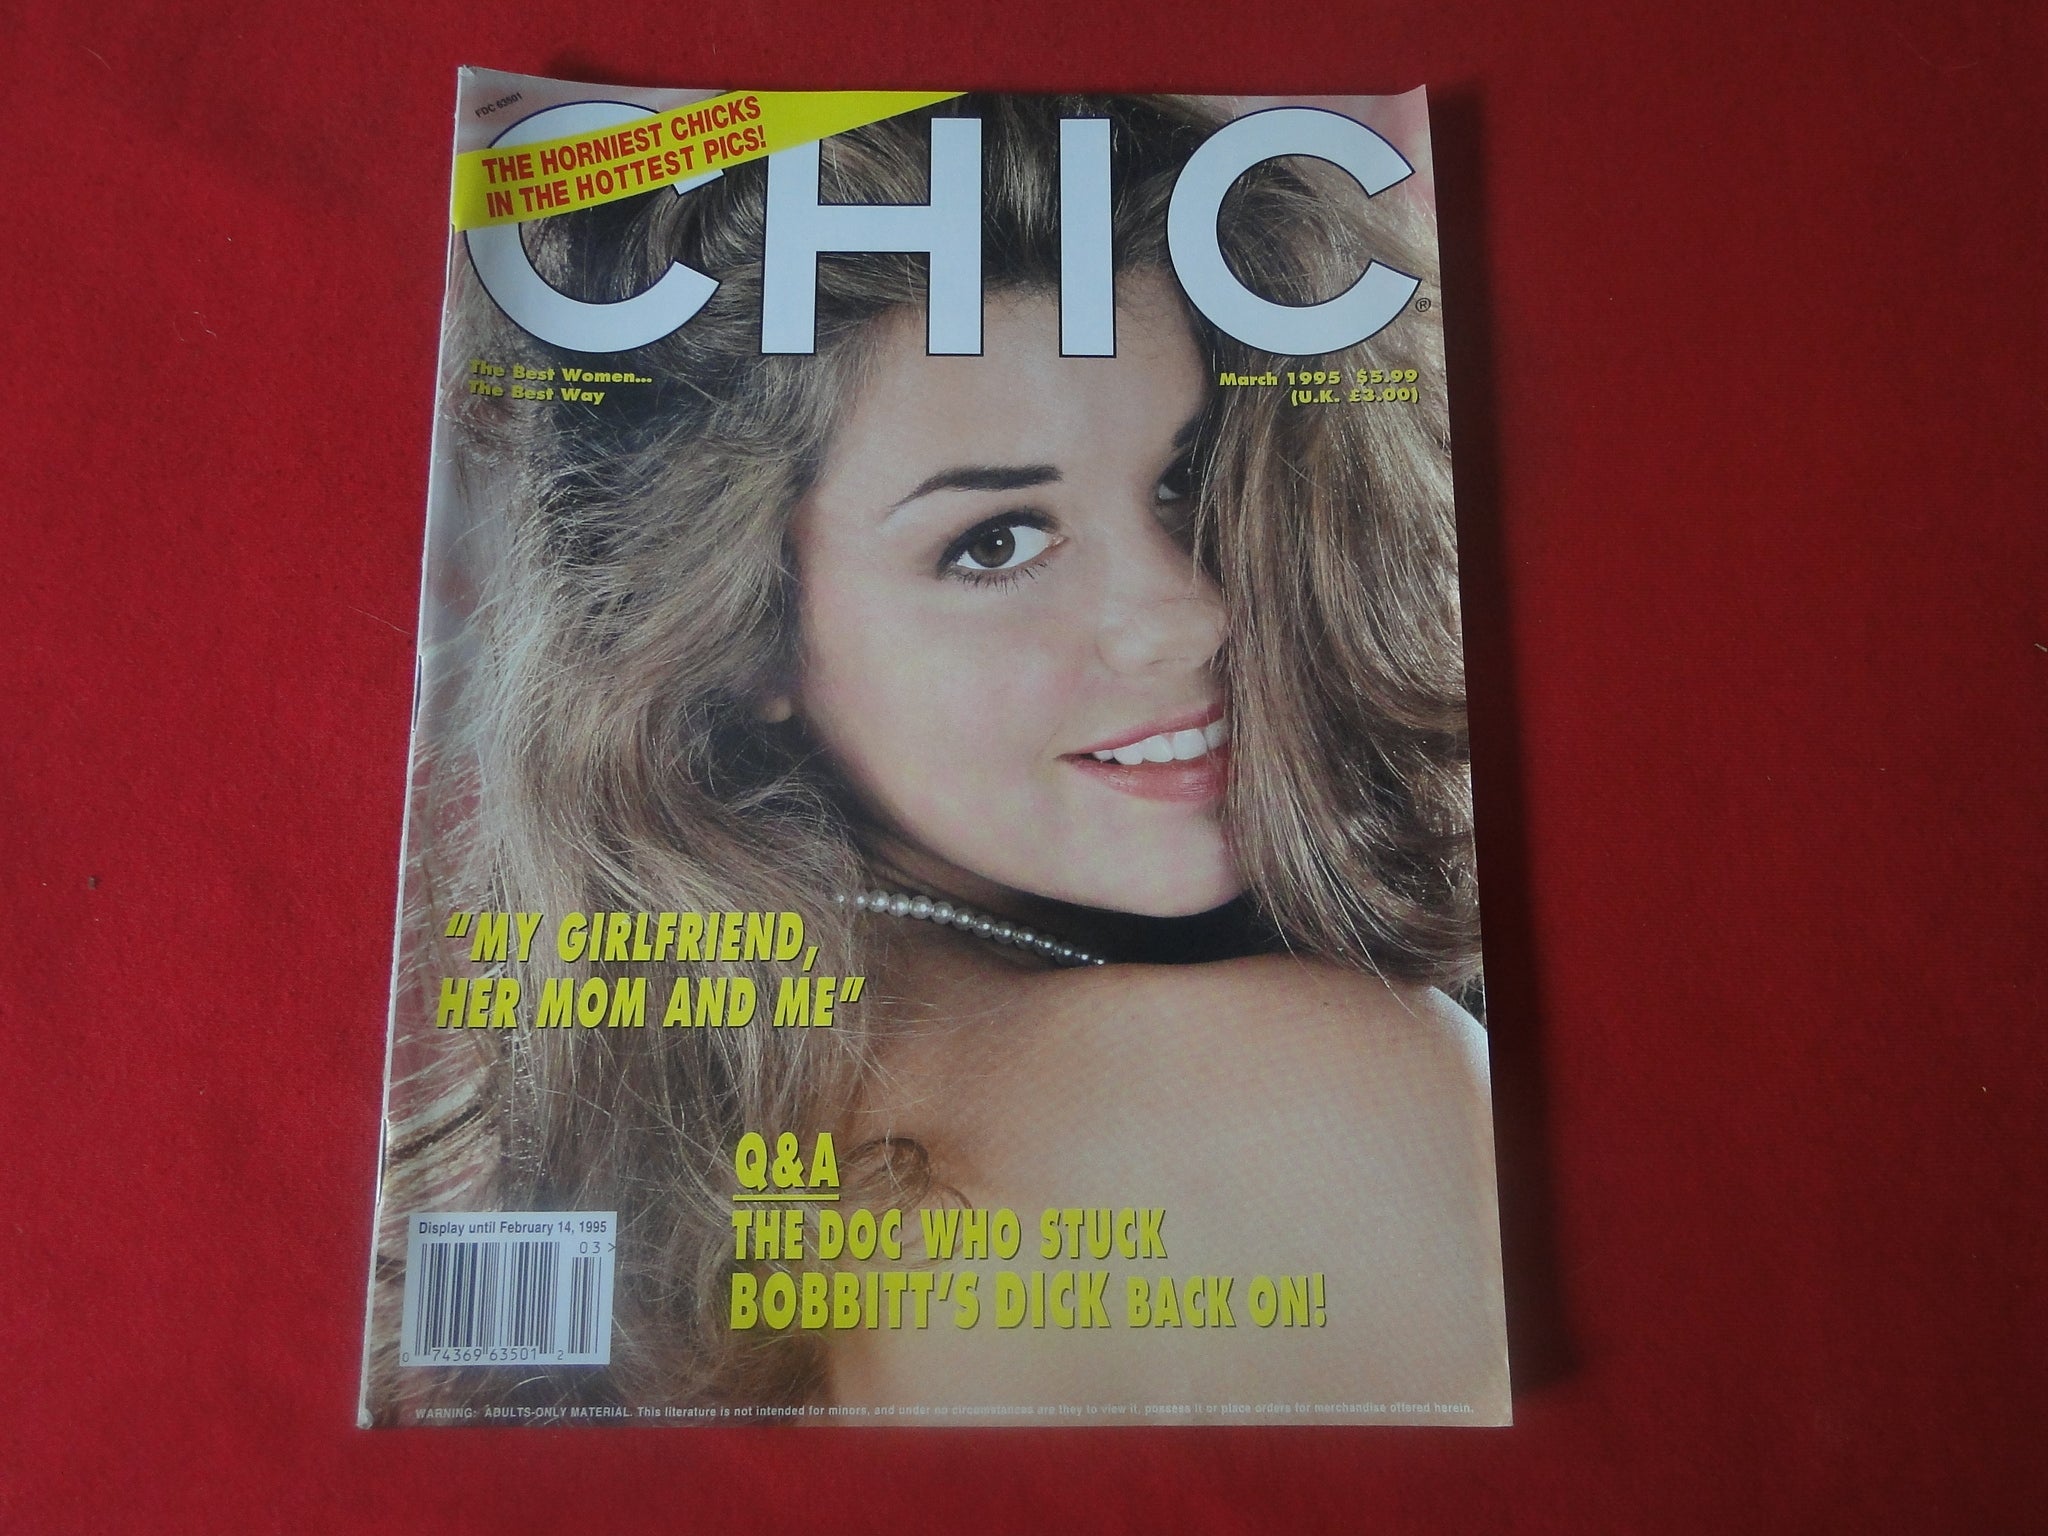 FDC 63501
THE HORNIEST CHICKS
IN THE HOTTEST PICS!
CHIC®
The Best Women...
The Best Way
March 1995 $5.99
(U.K. £3.00)
"MY GIRLFRIEND,
HER MOM AND ME"
Q&A
THE DOC WHO STUCK
BOBBITT'S DICK BACK ON!
Display until February 14, 1995
03>
0 74369 63501 2
WARNING: ADULTS-ONLY MATERIAL. This literature is not intended for minors, and under no circumstances are they to view it, possess it or place orders for merchandise offered herein.